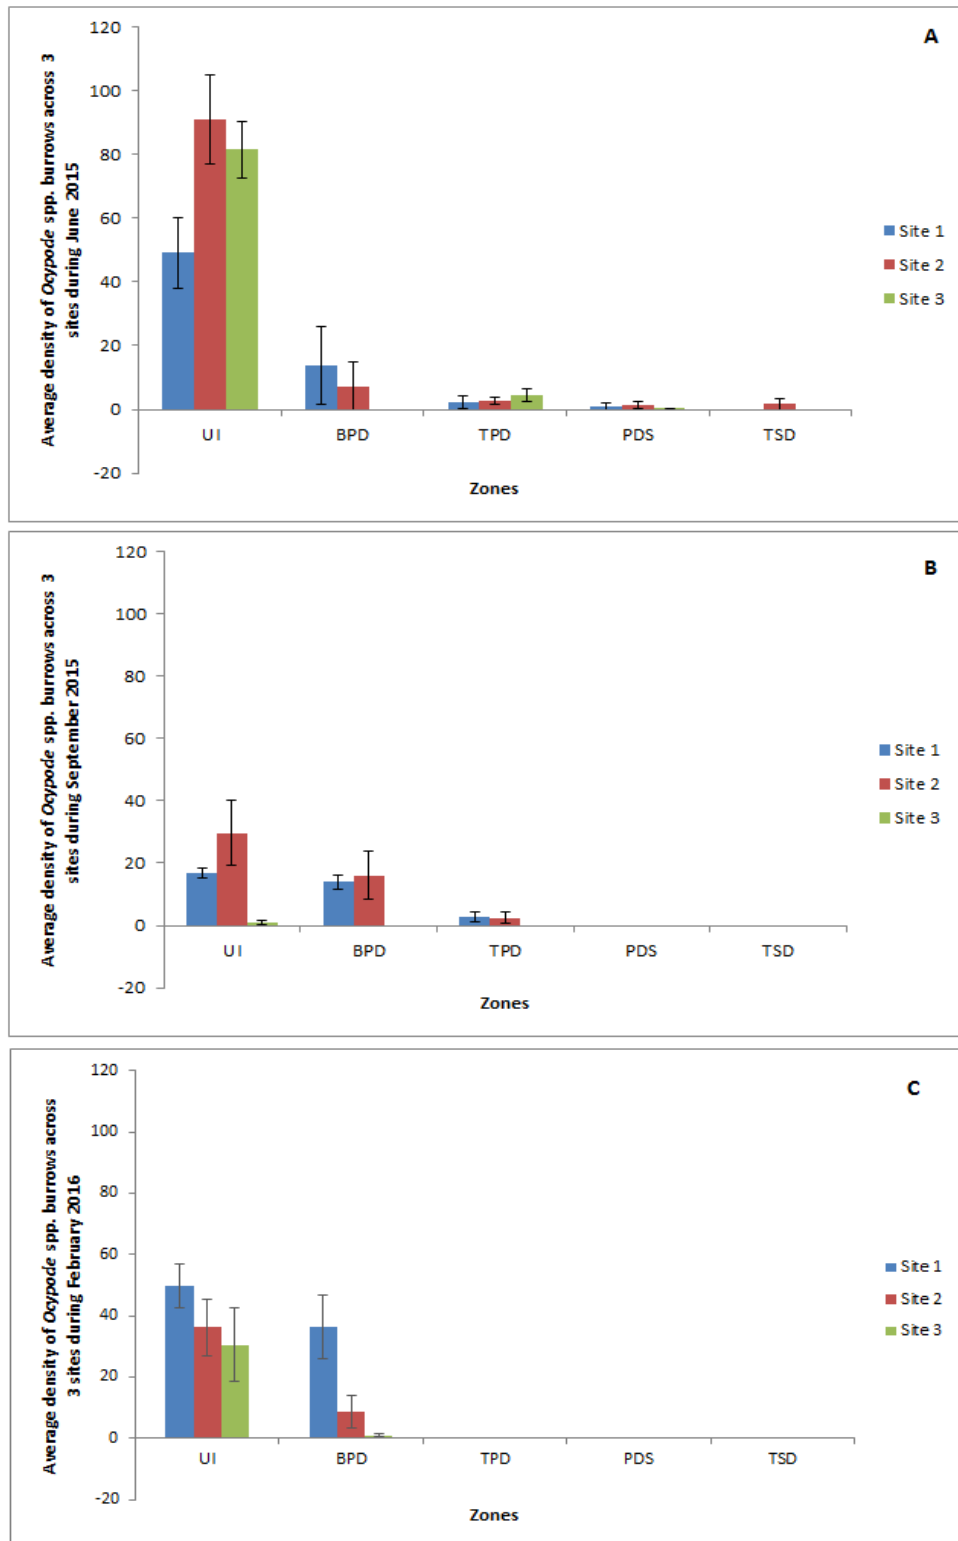 A
Average density of Ocypode spp. burrows across 3
sites during June 2015
120
100
80
60
40
20
0
-20
UI BPD TPD PDS TSD
Zones
Site 1
Site 2
Site 3
B
Average density of Ocypode spp. burrows across 3
sites during September 2015
120
100
80
60
40
20
0
-20
UI BPD TPD PDS TSD
Zones
Site 1
Site 2
Site 3
C
Average density of Ocypode spp. burrows across
3 sites during February 2016
120
100
80
60
40
20
0
-20
UI BPD TPD PDS TSD
Zones
Site 1
Site 2
Site 3